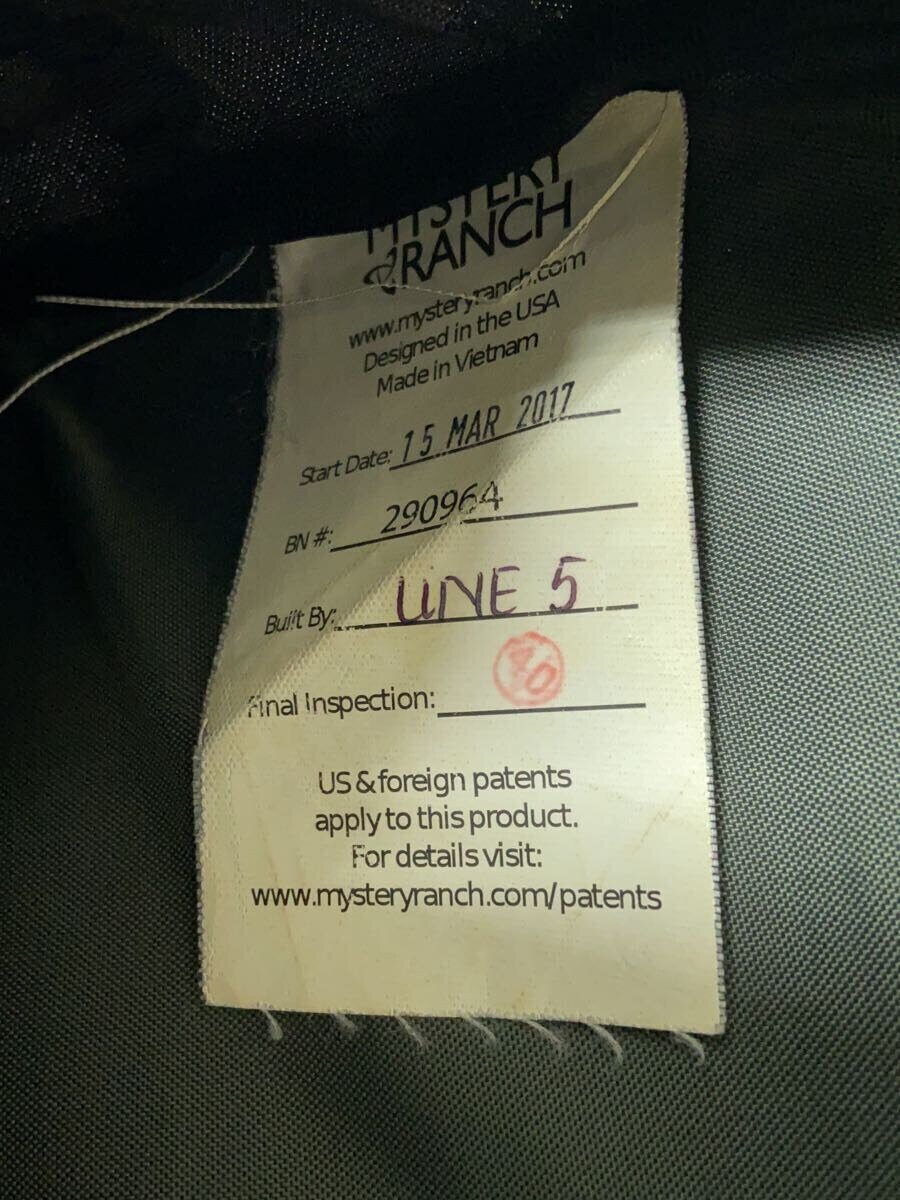 MYSTERY
RANCH
www.mysteryranch.com
Designed in the USA
Made in Vietnam
Start Date: 15 MAR 2017
BN #: 290964
Built By: LINE 5
Final Inspection:
US & foreign patents
apply to this product.
For details visit:
www.mysteryranch.com/patents